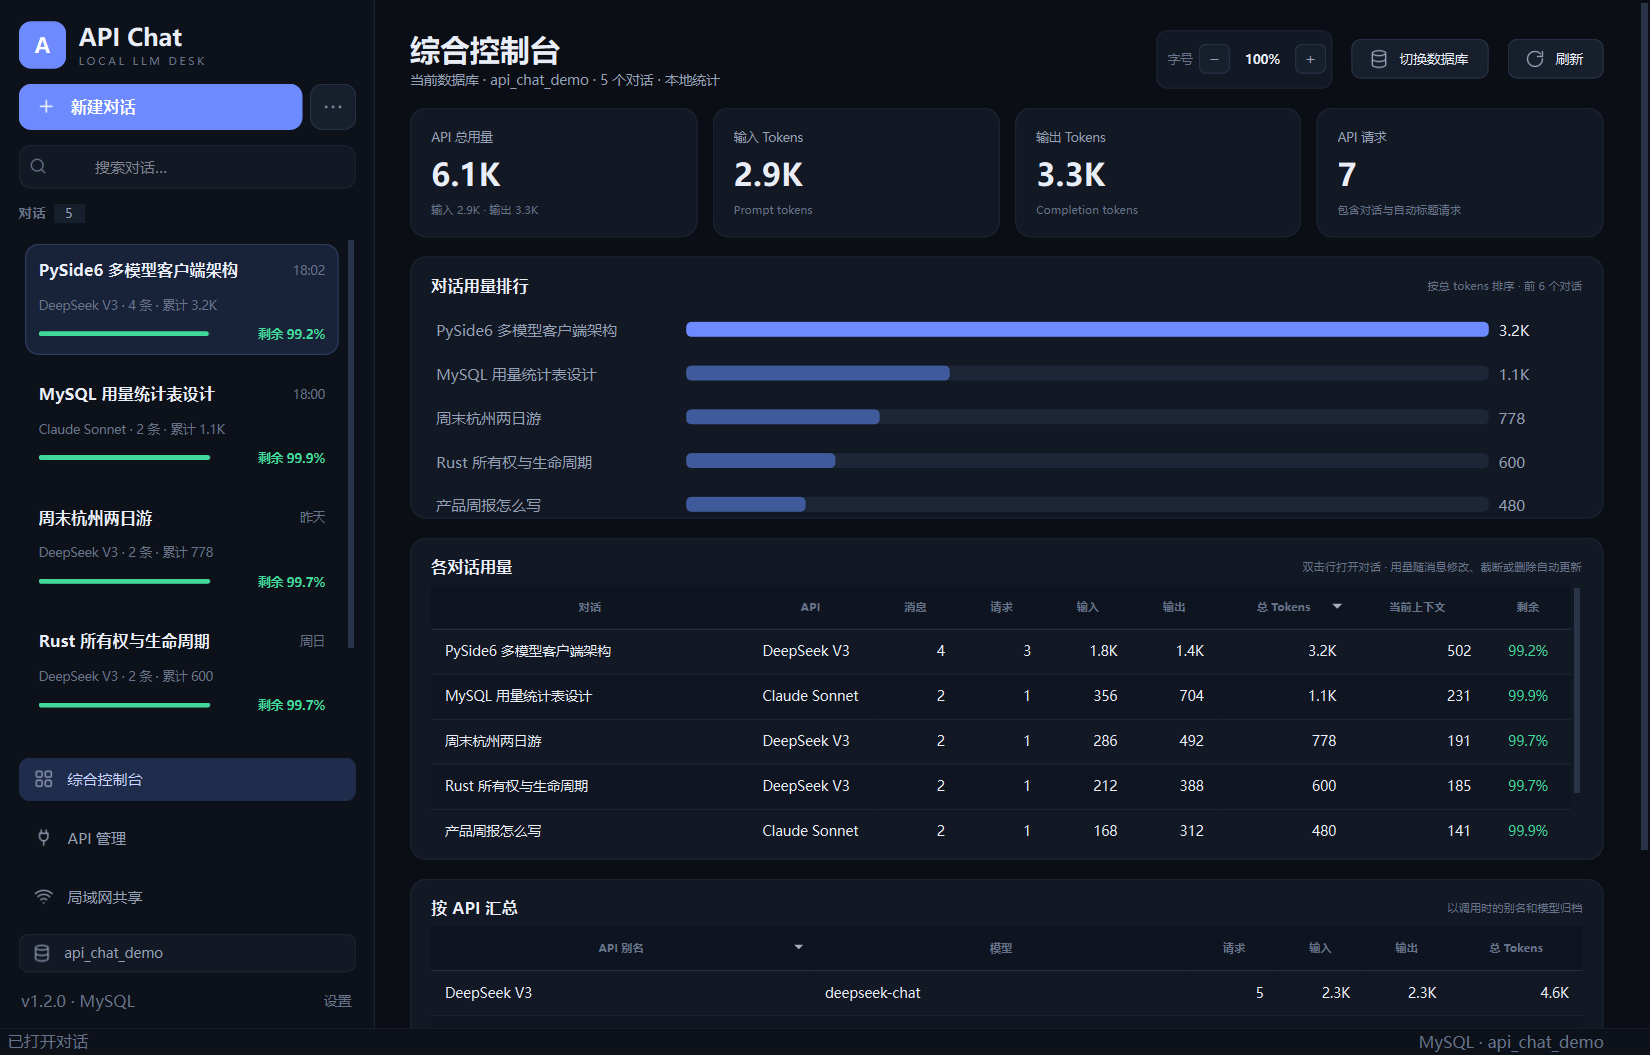 A
API Chat
LOCAL LLM DESK
+ 新建对话
···
搜索对话...
对话 5
PySide6 多模型客户端架构 18:02
DeepSeek V3 · 4 条 · 累计 3.2K
剩余 99.2%
MySQL 用量统计表设计 18:00
Claude Sonnet · 2 条 · 累计 1.1K
剩余 99.9%
周末杭州两日游 昨天
DeepSeek V3 · 2 条 · 累计 778
剩余 99.7%
Rust 所有权与生命周期 周日
DeepSeek V3 · 2 条 · 累计 600
剩余 99.7%
综合控制台
API 管理
局域网共享
api_chat_demo
v1.2.0 · MySQL 设置
综合控制台
当前数据库 · api_chat_demo · 5 个对话 · 本地统计
字号 − 100% +
切换数据库
刷新
API 总用量
6.1K
输入 2.9K · 输出 3.3K
输入 Tokens
2.9K
Prompt tokens
输出 Tokens
3.3K
Completion tokens
API 请求
7
包含对话与自动标题请求
对话用量排行 按总 tokens 排序 · 前 6 个对话
PySide6 多模型客户端架构 3.2K
MySQL 用量统计表设计 1.1K
周末杭州两日游 778
Rust 所有权与生命周期 600
产品周报怎么写 480
各对话用量 双击行打开对话 · 用量随消息修改、截断或删除自动更新
对话 API 消息 请求 输入 输出 总 Tokens 当前上下文 剩余
PySide6 多模型客户端架构 DeepSeek V3 4 3 1.8K 1.4K 3.2K 502 99.2%
MySQL 用量统计表设计 Claude Sonnet 2 1 356 704 1.1K 231 99.9%
周末杭州两日游 DeepSeek V3 2 1 286 492 778 191 99.7%
Rust 所有权与生命周期 DeepSeek V3 2 1 212 388 600 185 99.7%
产品周报怎么写 Claude Sonnet 2 1 168 312 480 141 99.9%
按 API 汇总 以调用时的别名和模型归档
API 别名 模型 请求 输入 输出 总 Tokens
DeepSeek V3 deepseek-chat 5 2.3K 2.3K 4.6K
已打开对话 MySQL · api_chat_demo